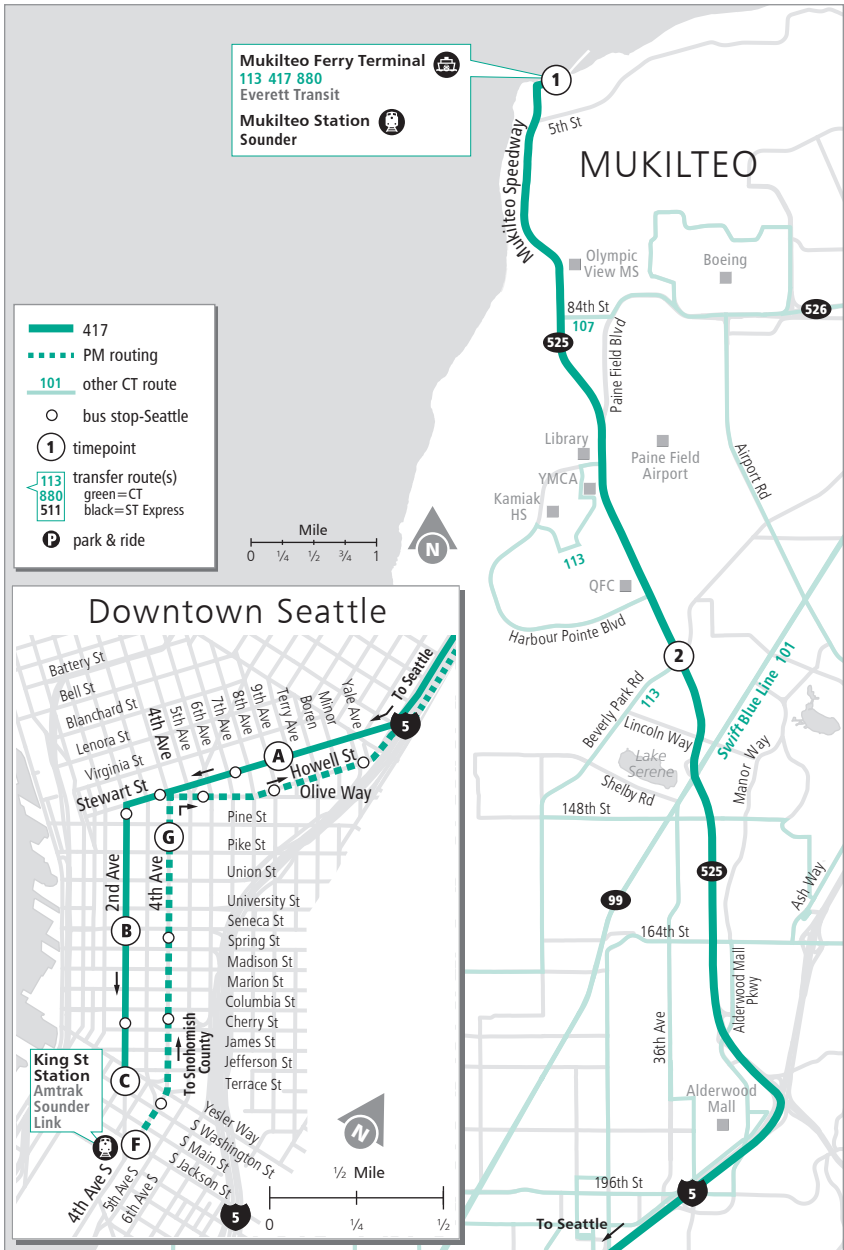 Mukilteo Ferry Terminal
113 417 880
Everett Transit
Mukilteo Station
Sounder
1
5th St
MUKILTEO
Mukilteo Speedway
Olympic
View MS
Boeing
84th St
107
526
525
Paine Field Blvd
417
PM routing
101
other CT route
bus stop-Seattle
1
timepoint
113
880
511
transfer route(s)
green=CT
black=ST Express
P
park & ride
Library
YMCA
Kamiak
HS
Paine Field
Airport
Airport Rd
Mile
0 ¼ ½ ¾ 1
N
113
QFC
Harbour Pointe Blvd
2
Beverly Park Rd
113
Lincoln Way
Swift Blue Line 101
Lake
Serene
Manor Way
Shelby Rd
148th St
525
99
Ash Way
164th St
Alderwood Mall
Pkwy
36th Ave
Alderwood
Mall
196th St
5
To Seattle
Downtown Seattle
Battery St
Bell St
Blanchard St
Lenora St
Virginia St
Stewart St
4th Ave
5th Ave
6th Ave
7th Ave
8th Ave
9th Ave
Terry Ave
Boren
Minor
Yale Ave
To Seattle
5
A
Howell St
Olive Way
G
Pine St
Pike St
Union St
University St
Seneca St
Spring St
Madison St
Marion St
Columbia St
Cherry St
James St
Jefferson St
Terrace St
2nd Ave
4th Ave
B
To Snohomish
County
C
King St
Station
Amtrak
Sounder
Link
F
Yesler Way
S Washington St
S Main St
S Jackson St
4th Ave S
5th Ave S
6th Ave S
5
N
½ Mile
0 ¼ ½